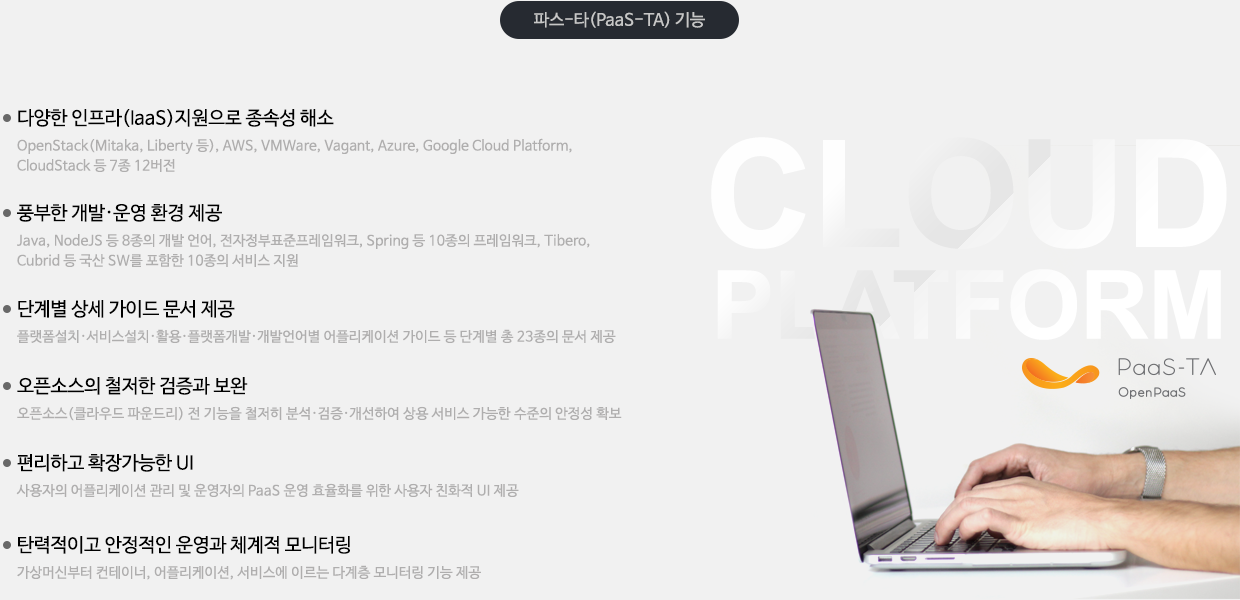 파스-타(PaaS-TA) 기능
다양한 인프라(IaaS)지원으로 종속성 해소
OpenStack(Mitaka, Liberty 등), AWS, VMWare, Vagant, Azure, Google Cloud Platform,
CloudStack 등 7종 12버전
풍부한 개발·운영 환경 제공
Java, NodeJS 등 8종의 개발 언어, 전자정부표준프레임워크, Spring 등 10종의 프레임워크, Tibero,
Cubrid 등 국산 SW를 포함한 10종의 서비스 지원
단계별 상세 가이드 문서 제공
플랫폼설치·서비스설치·활용·플랫폼개발·개발언어별 어플리케이션 가이드 등 단계별 총 23종의 문서 제공
오픈소스의 철저한 검증과 보완
오픈소스(클라우드 파운드리) 전 기능을 철저히 분석·검증·개선하여 상용 서비스 가능한 수준의 안정성 확보
편리하고 확장가능한 UI
사용자의 어플리케이션 관리 및 운영자의 PaaS 운영 효율화를 위한 사용자 친화적 UI 제공
탄력적이고 안정적인 운영과 체계적 모니터링
가상머신부터 컨테이너, 어플리케이션, 서비스에 이르는 다계층 모니터링 기능 제공
CLOUD
PLATFORM
PaaS-TA
OpenPaaS